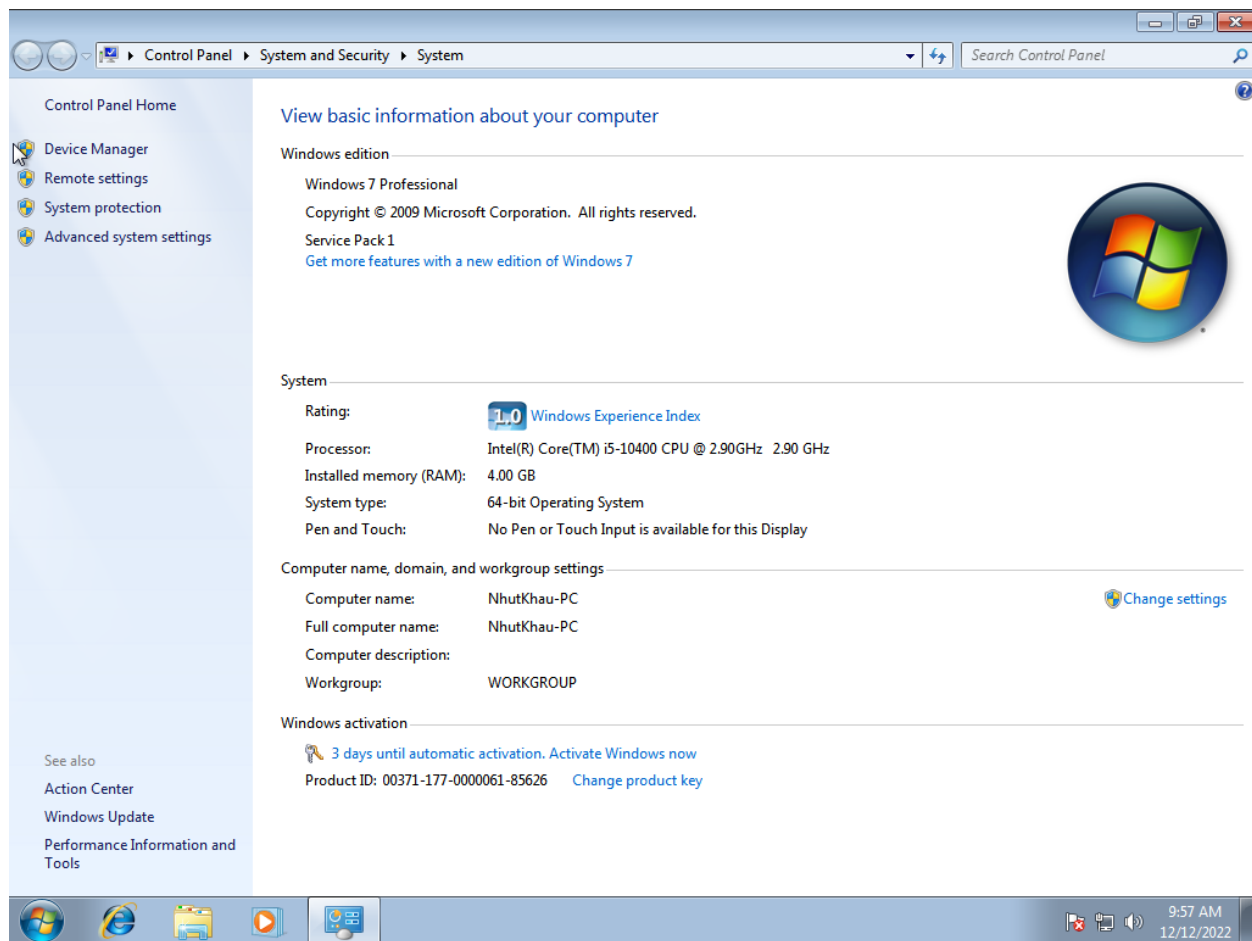 Control Panel ▸ System and Security ▸ System
Search Control Panel
Control Panel Home
Device Manager
Remote settings
System protection
Advanced system settings
View basic information about your computer
Windows edition
Windows 7 Professional
Copyright © 2009 Microsoft Corporation.  All rights reserved.
Service Pack 1
Get more features with a new edition of Windows 7
System
Rating: 1.0 Windows Experience Index
Processor: Intel(R) Core(TM) i5-10400 CPU @ 2.90GHz  2.90 GHz
Installed memory (RAM): 4.00 GB
System type: 64-bit Operating System
Pen and Touch: No Pen or Touch Input is available for this Display
Computer name, domain, and workgroup settings
Computer name: NhutKhau-PC
Change settings
Full computer name: NhutKhau-PC
Computer description:
Workgroup: WORKGROUP
Windows activation
3 days until automatic activation. Activate Windows now
Product ID: 00371-177-0000061-85626 Change product key
See also
Action Center
Windows Update
Performance Information and
Tools
9:57 AM
12/12/2022